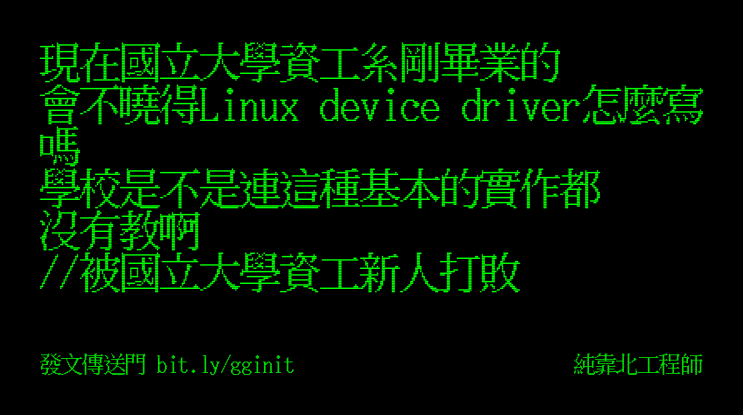 現在國立大學資工系剛畢業的
會不曉得Linux device driver怎麼寫
嗎
學校是不是連這種基本的實作都
沒有教啊
//被國立大學資工新人打敗
發文傳送門 bit.ly/gginit
純靠北工程師